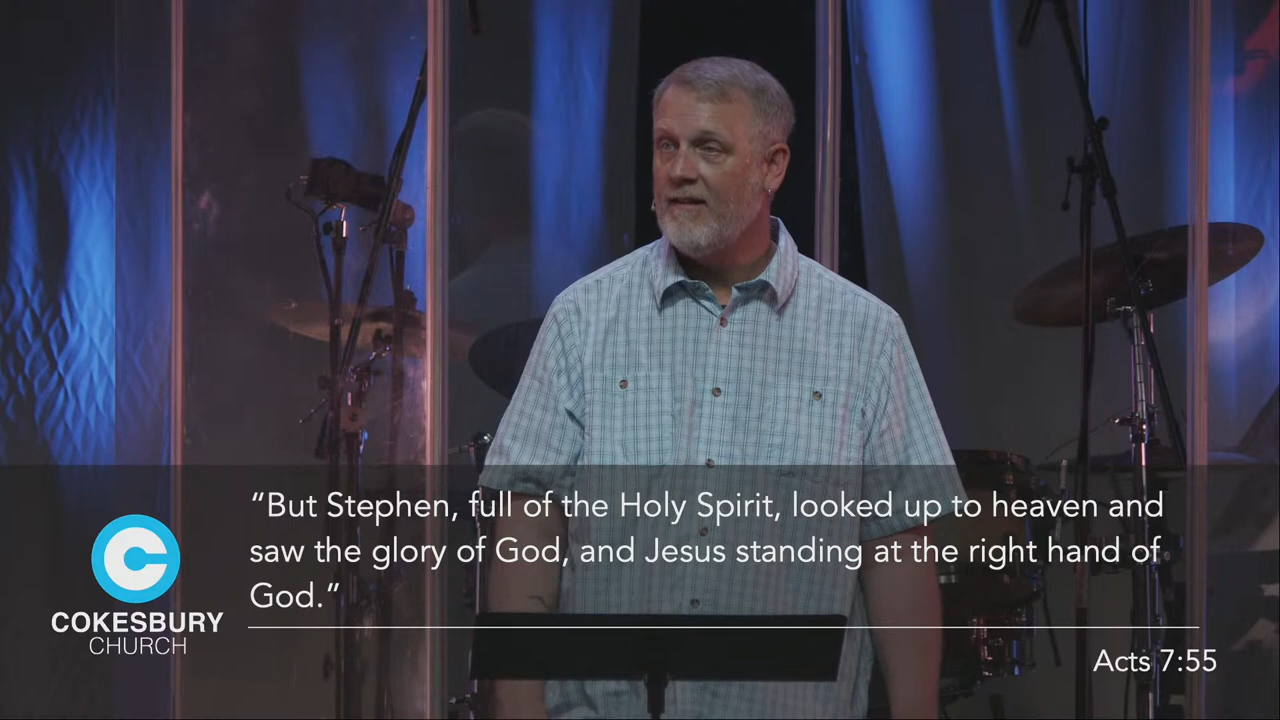 “But Stephen, full of the Holy Spirit, looked up to heaven and
saw the glory of God, and Jesus standing at the right hand of
God.”
COKESBURY
CHURCH
Acts 7:55